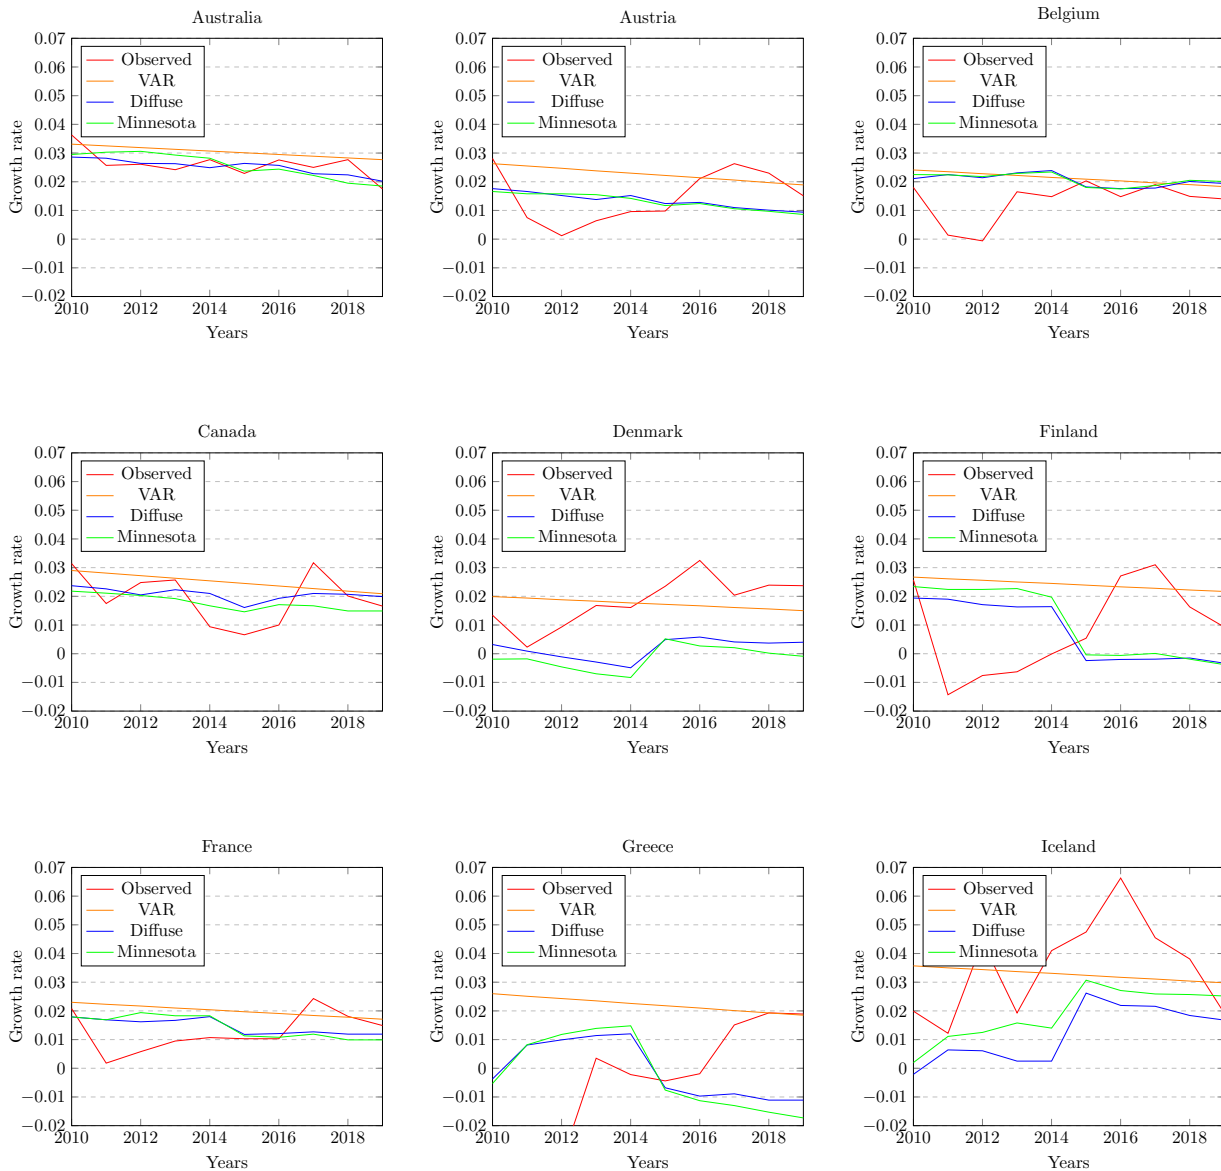 Australia
0.07
0.06
0.05
0.04
0.03
0.02
0.01
0
−0.01
−0.02
Growth rate
Observed
VAR
Diffuse
Minnesota
2010 2012 2014 2016 2018
Years
Austria
0.07
0.06
0.05
0.04
0.03
0.02
0.01
0
−0.01
−0.02
Growth rate
Observed
VAR
Diffuse
Minnesota
2010 2012 2014 2016 2018
Years
Belgium
0.07
0.06
0.05
0.04
0.03
0.02
0.01
0
−0.01
−0.02
Growth rate
Observed
VAR
Diffuse
Minnesota
2010 2012 2014 2016 2018
Years
Canada
0.07
0.06
0.05
0.04
0.03
0.02
0.01
0
−0.01
−0.02
Growth rate
Observed
VAR
Diffuse
Minnesota
2010 2012 2014 2016 2018
Years
Denmark
0.07
0.06
0.05
0.04
0.03
0.02
0.01
0
−0.01
−0.02
Growth rate
Observed
VAR
Diffuse
Minnesota
2010 2012 2014 2016 2018
Years
Finland
0.07
0.06
0.05
0.04
0.03
0.02
0.01
0
−0.01
−0.02
Growth rate
Observed
VAR
Diffuse
Minnesota
2010 2012 2014 2016 2018
Years
France
0.07
0.06
0.05
0.04
0.03
0.02
0.01
0
−0.01
−0.02
Growth rate
Observed
VAR
Diffuse
Minnesota
2010 2012 2014 2016 2018
Years
Greece
0.07
0.06
0.05
0.04
0.03
0.02
0.01
0
−0.01
−0.02
Growth rate
Observed
VAR
Diffuse
Minnesota
2010 2012 2014 2016 2018
Years
Iceland
0.07
0.06
0.05
0.04
0.03
0.02
0.01
0
−0.01
−0.02
Growth rate
Observed
VAR
Diffuse
Minnesota
2010 2012 2014 2016 2018
Years